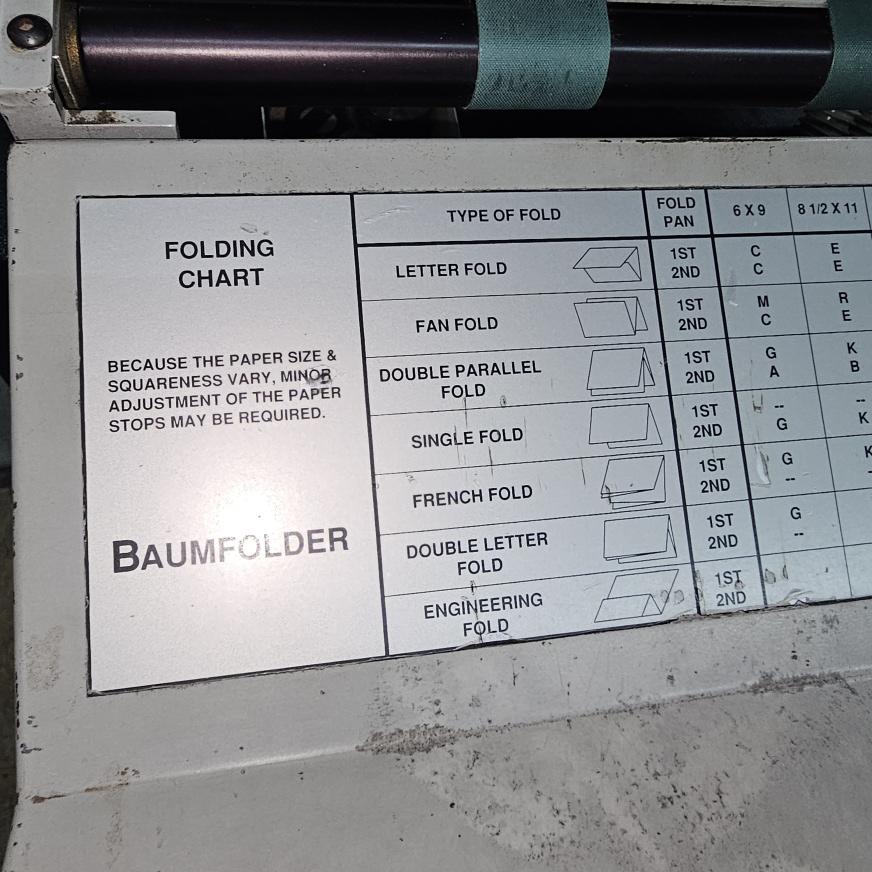 FOLDING
CHART
BECAUSE THE PAPER SIZE &
SQUARENESS VARY, MINOR
ADJUSTMENT OF THE PAPER
STOPS MAY BE REQUIRED.
BAUMFOLDER
TYPE OF FOLD FOLD PAN 6 X 9 8 1/2 X 11
LETTER FOLD 1ST C E
2ND C E
FAN FOLD 1ST M R
2ND C E
DOUBLE PARALLEL FOLD 1ST G K
2ND A B
SINGLE FOLD 1ST -- --
2ND G K
FRENCH FOLD 1ST G K
2ND -- -
DOUBLE LETTER FOLD 1ST G
2ND --
ENGINEERING FOLD 1ST
2ND